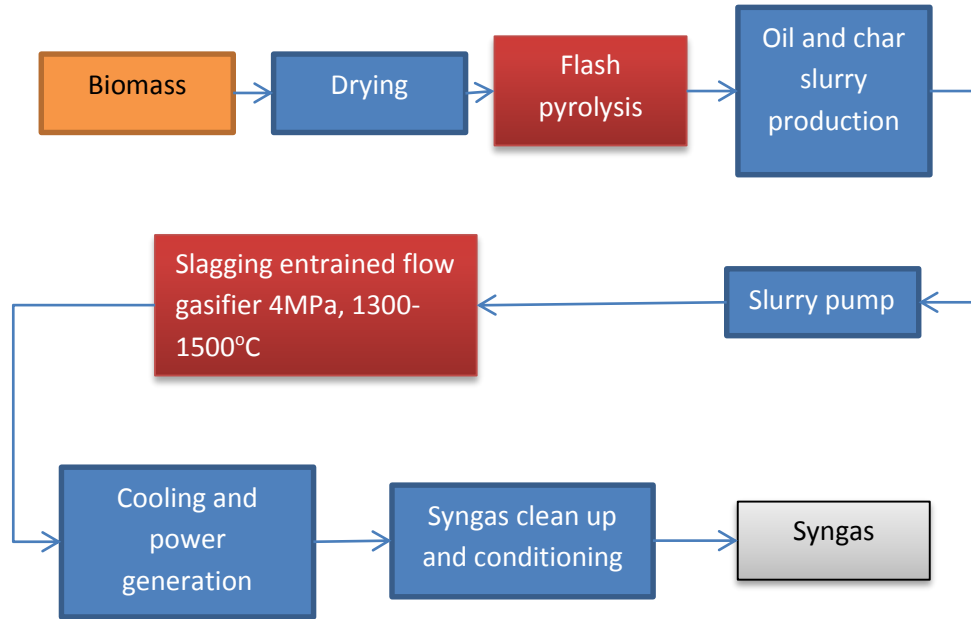 Biomass
Drying
Flash
pyrolysis
Oil and char
slurry
production
Slagging entrained flow
gasifier 4MPa, 1300-
1500°C
Slurry pump
Cooling and
power
generation
Syngas clean up
and conditioning
Syngas